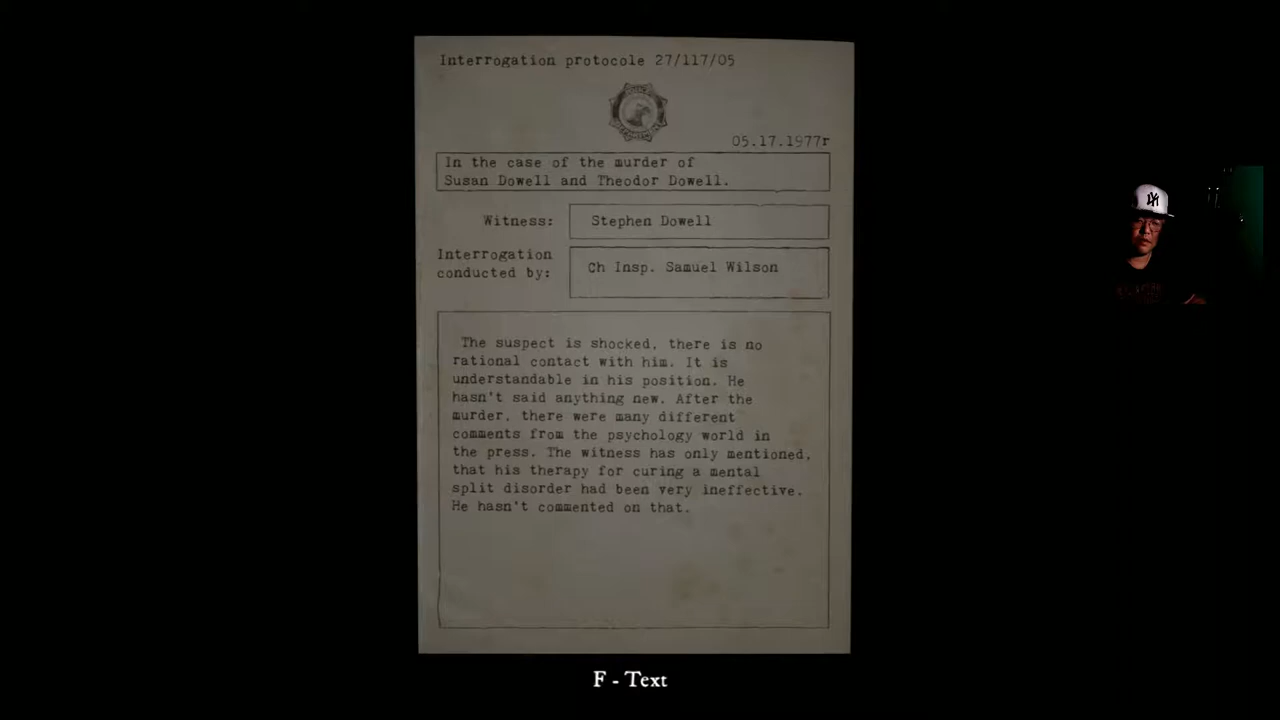 Interrogation protocole 27/117/05
05.17.1977r
In the case of the murder of
Susan Dowell and Theodor Dowell.
Witness:
Stephen Dowell
Interrogation
conducted by:
Ch Insp. Samuel Wilson
The suspect is shocked, there is no
rational contact with him. It is
understandable in his position. He
hasn't said anything new. After the
murder, there were many different
comments from the psychology world in
the press. The witness has only mentioned,
that his therapy for curing a mental
split disorder had been very ineffective.
He hasn't commented on that.
F - Text